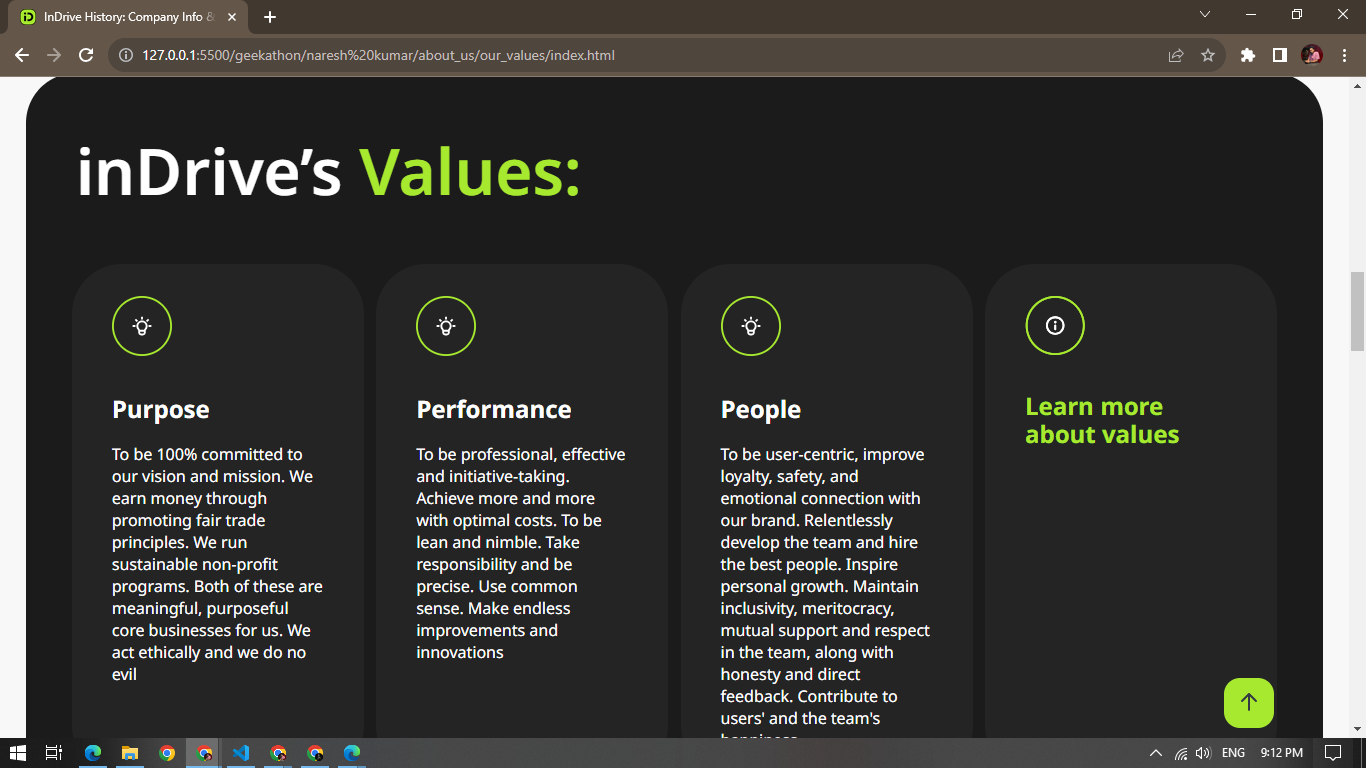 InDrive History: Company Info &
127.0.0.1:5500/geekathon/naresh%20kumar/about_us/our_values/index.html
inDrive’s Values:
Purpose
To be 100% committed to
our vision and mission. We
earn money through
promoting fair trade
principles. We run
sustainable non-profit
programs. Both of these are
meaningful, purposeful
core businesses for us. We
act ethically and we do no
evil
Performance
To be professional, effective
and initiative-taking.
Achieve more and more
with optimal costs. To be
lean and nimble. Take
responsibility and be
precise. Use common
sense. Make endless
improvements and
innovations
People
To be user-centric, improve
loyalty, safety, and
emotional connection with
our brand. Relentlessly
develop the team and hire
the best people. Inspire
personal growth. Maintain
inclusivity, meritocracy,
mutual support and respect
in the team, along with
honesty and direct
feedback. Contribute to
users' and the team's
Learn more
about values
ENG
9:12 PM